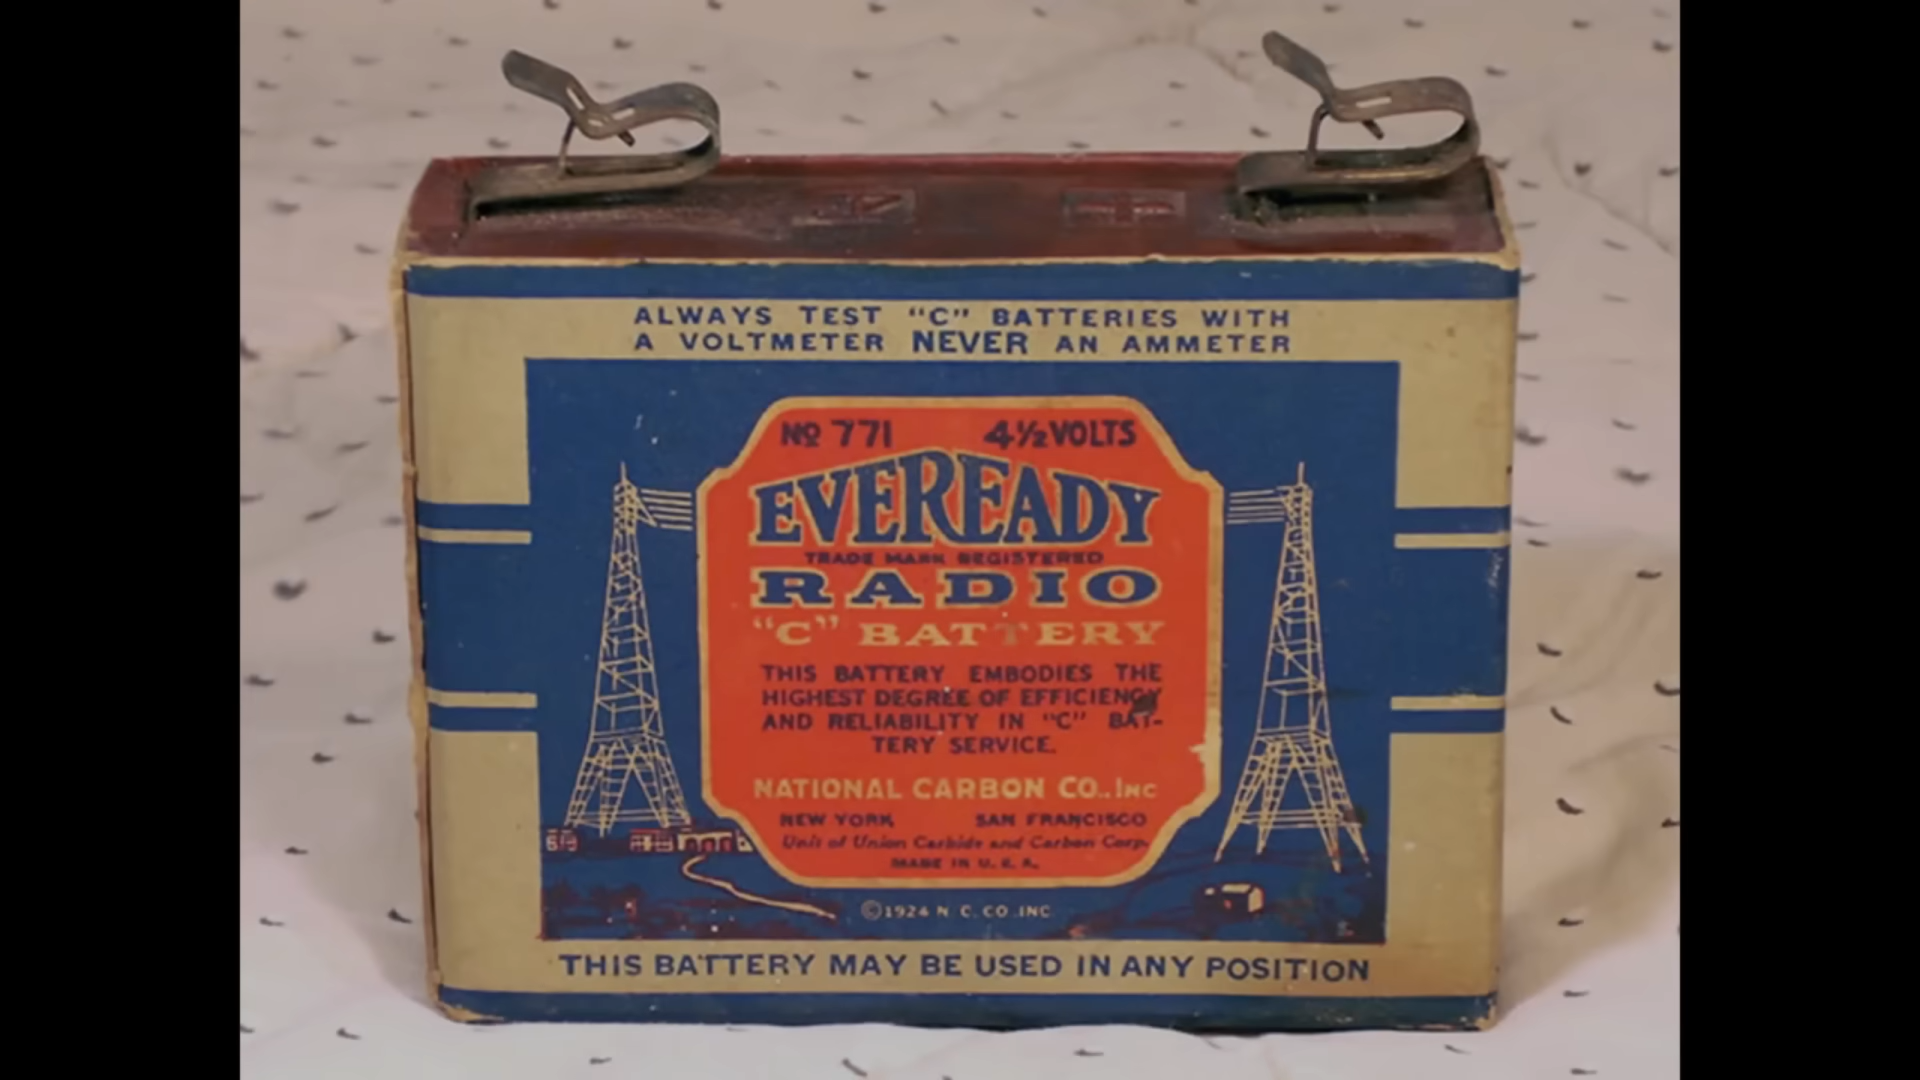 ALWAYS TEST "C" BATTERIES WITH
A VOLTMETER NEVER AN AMMETER
No 771 4½ VOLTS
EVEREADY
TRADE MARK REGISTERED
RADIO
"C" BATTERY
THIS BATTERY EMBODIES THE
HIGHEST DEGREE OF EFFICIENCY
AND RELIABILITY IN "C" BAT-
TERY SERVICE.
NATIONAL CARBON CO., INC
NEW YORK SAN FRANCISCO
Unit of Union Carbide and Carbon Corp.
MADE IN U.S.A.
©1924 N. C. CO. INC.
THIS BATTERY MAY BE USED IN ANY POSITION